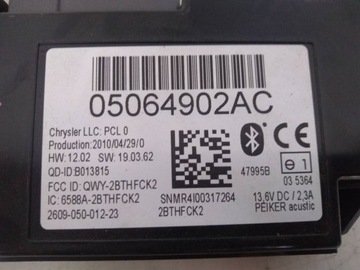 05064902AC
Chrysler LLC: PCL 0
Production:2010/04/29/0
HW: 12.02 SW: 19.03.62
QD-ID:B013815
FCC ID: QWY-2BTHFCK2
IC: 6588A-2BTHFCK2
2609-050-012-23
SNMR4I00317264
2BTHFCK2
47995B
1
03 5364
13,6V DC / 2,3A
PEIKER acustic